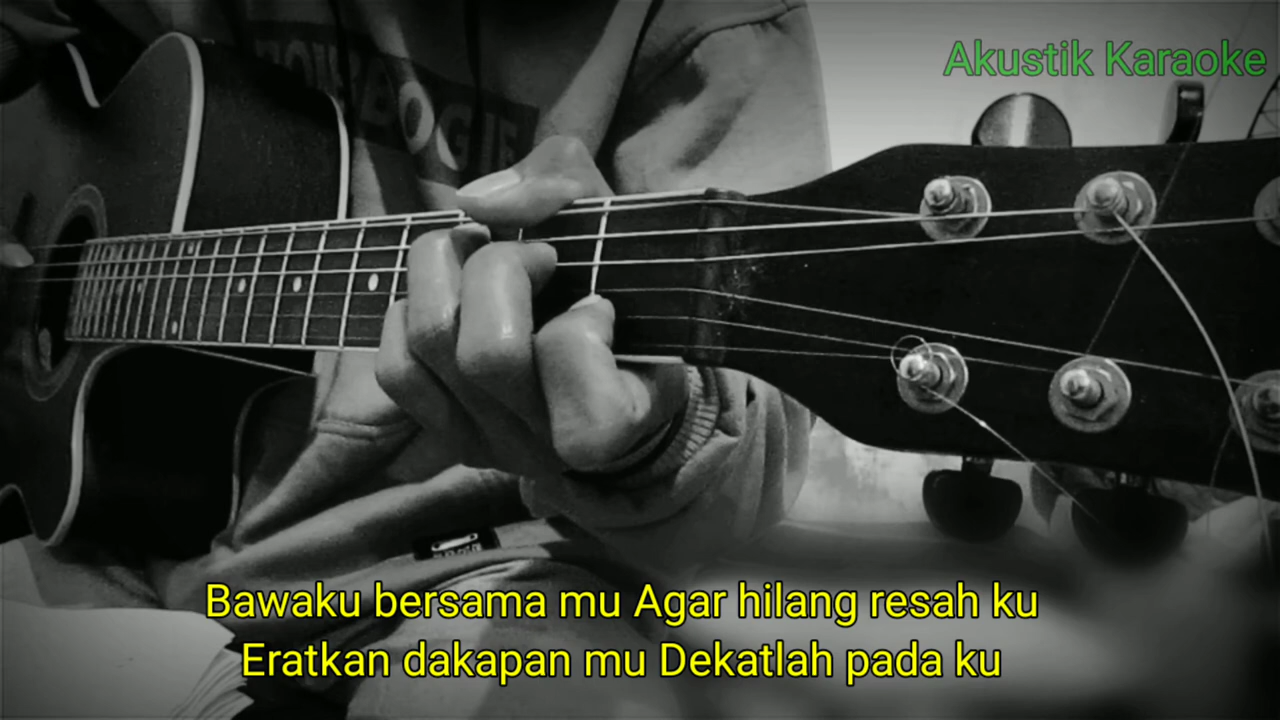 Akustik Karaoke
Bawaku bersama mu Agar hilang resah ku
Eratkan dakapan mu Dekatlah pada ku